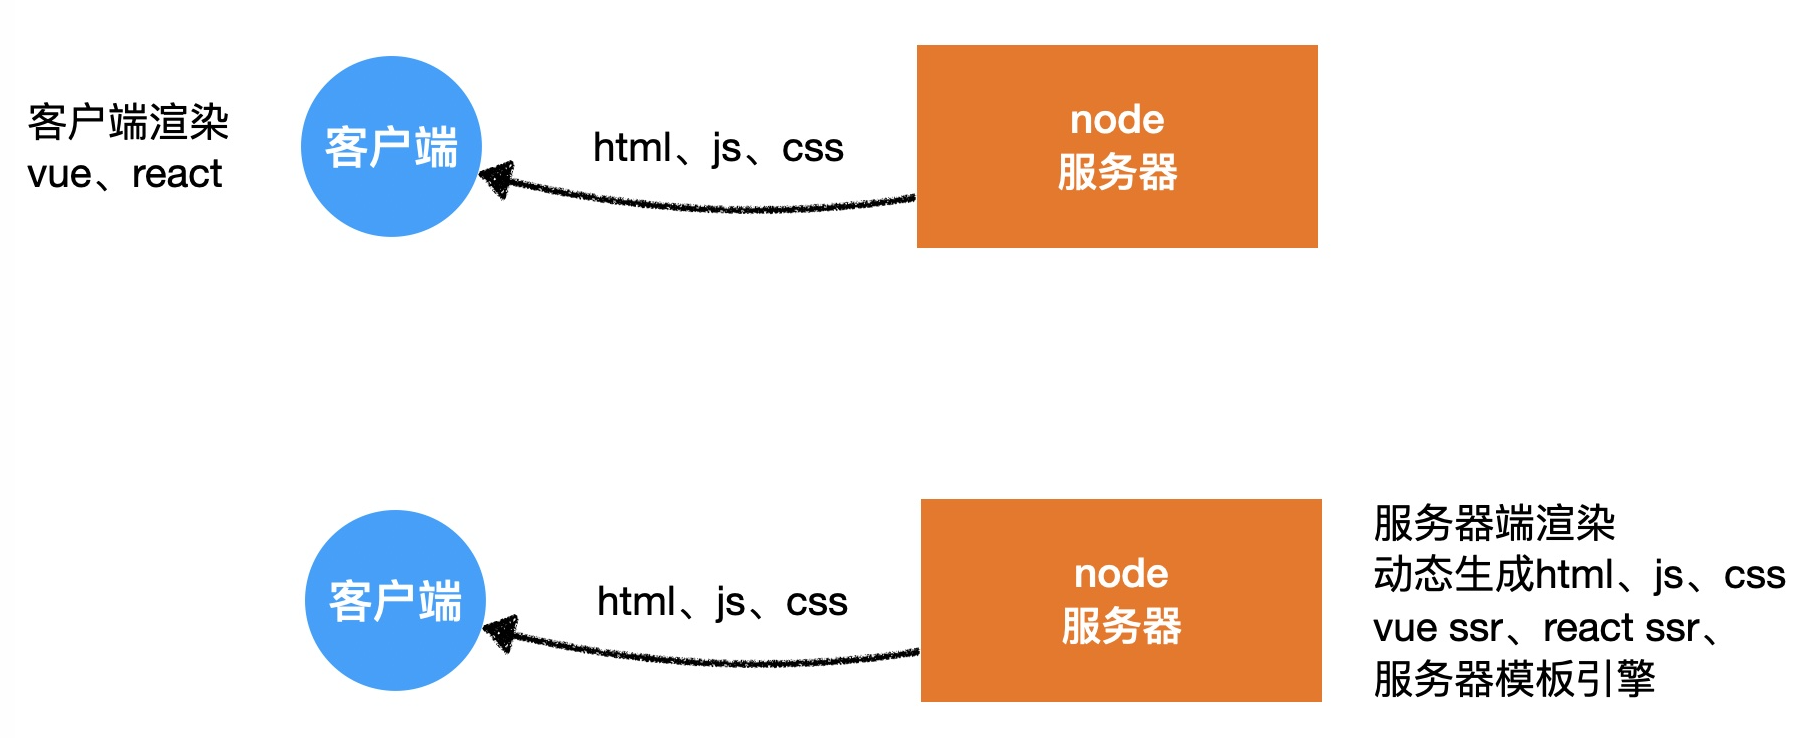 客户端渲染
vue、react
客户端
html、js、css
node
服务器
客户端
html、js、css
node
服务器
服务器端渲染
动态生成html、js、css
vue ssr、react ssr、
服务器模板引擎